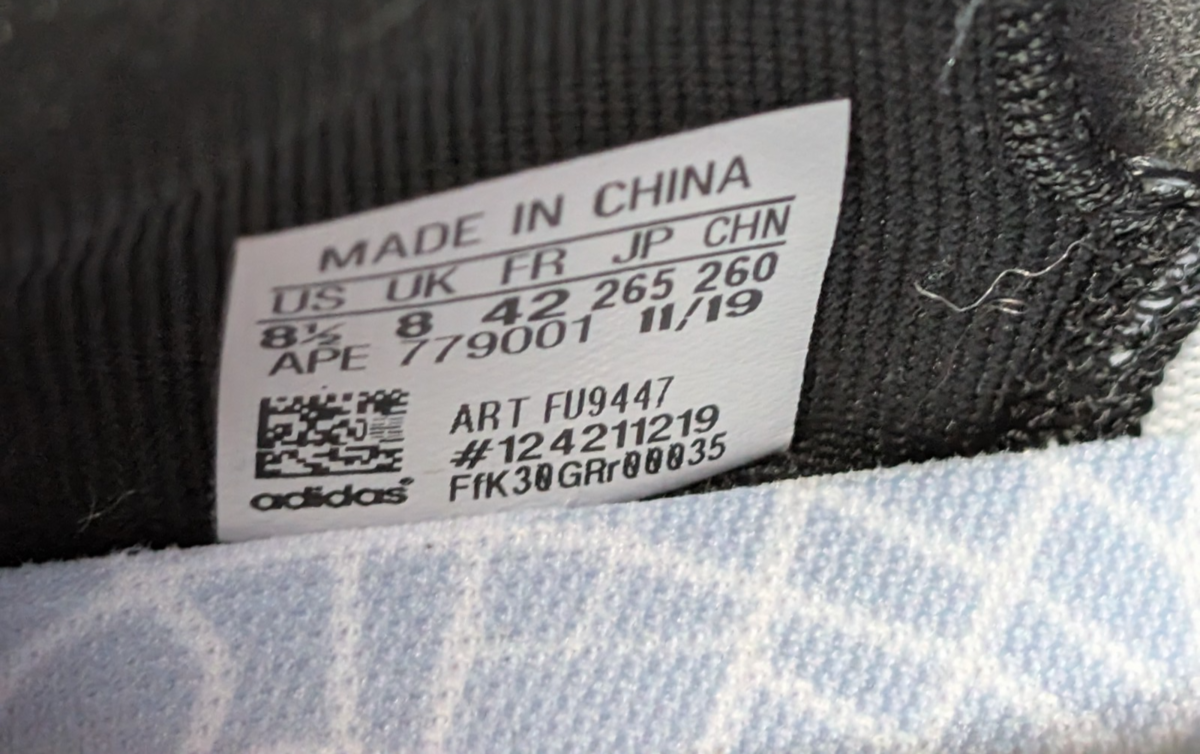 MADE IN CHINA
US UK FR JP CHN
8½ 8 42 265 260
APE 779001 11/19
ART FU9447
#124211219
FfK30GRr00035
adidas®